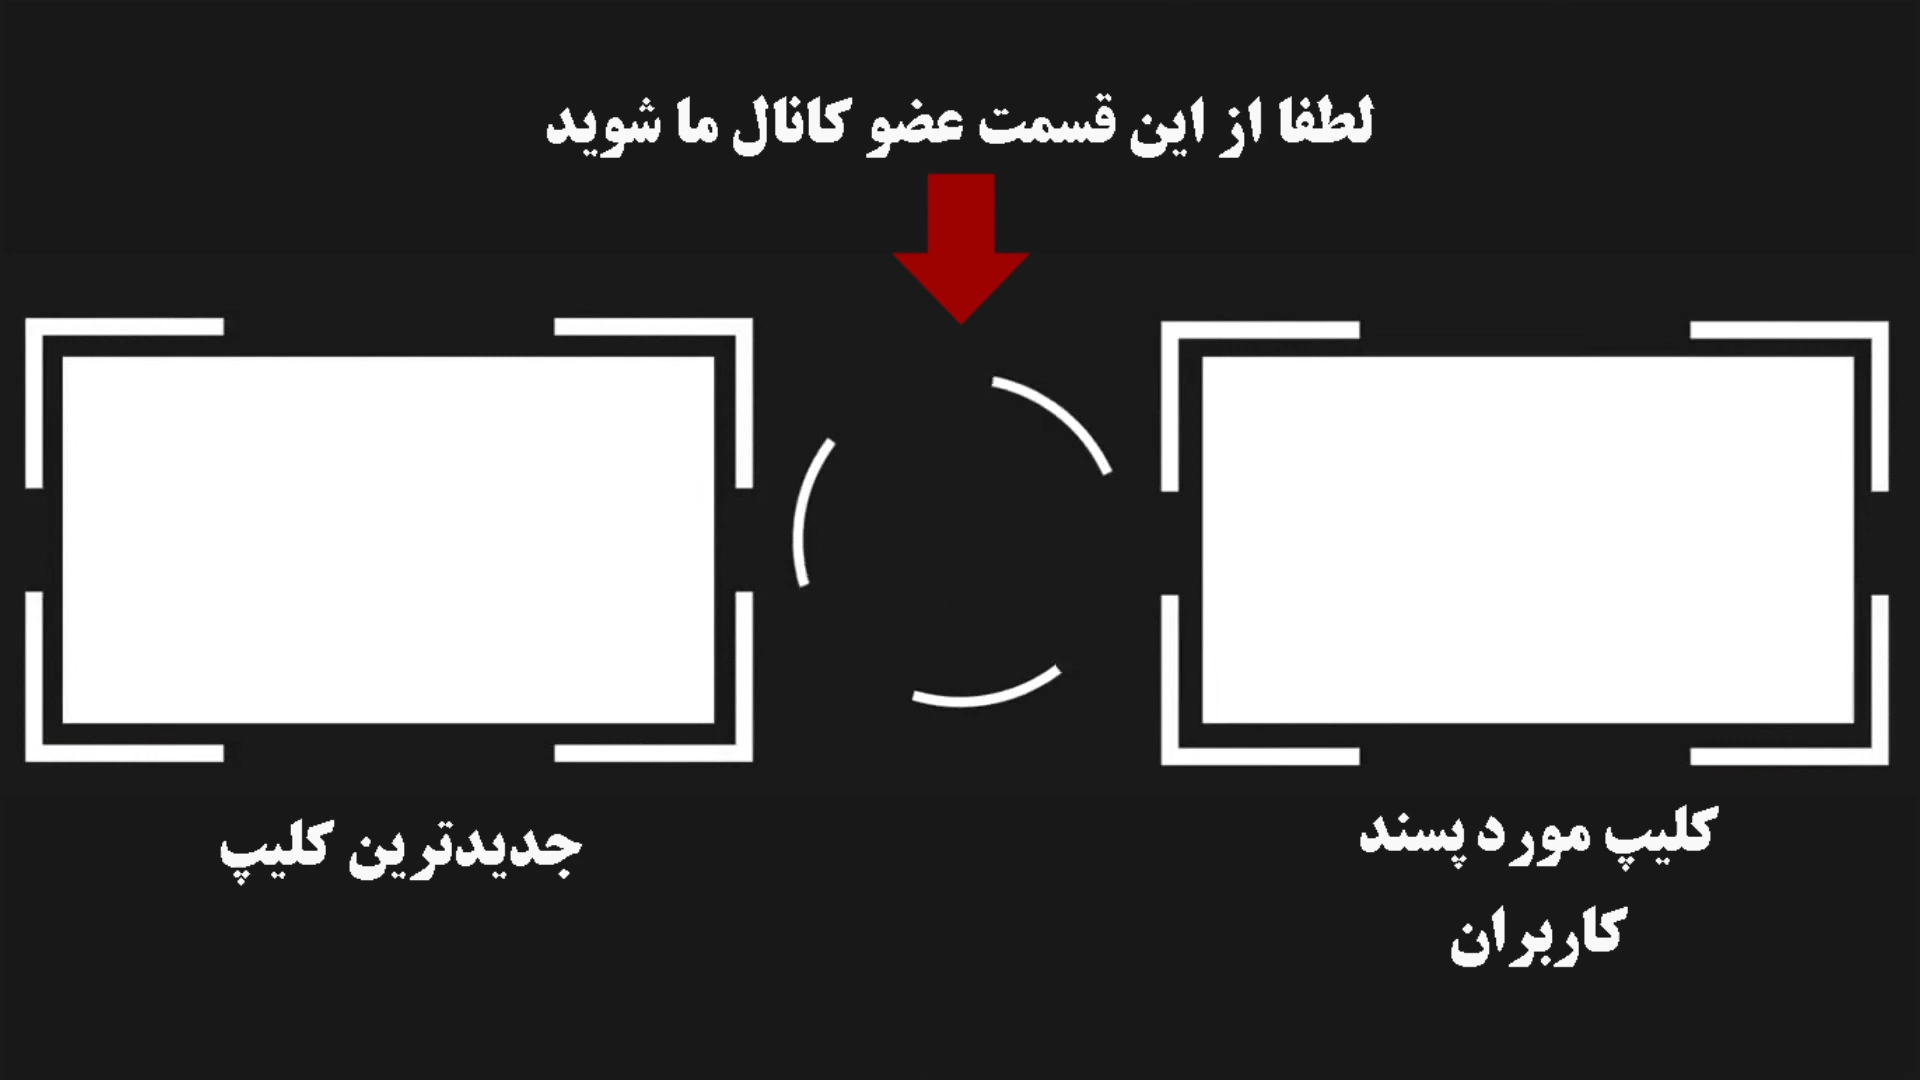 لطفا از این قسمت عضو کانال ما شوید
کلیپ مورد پسند
کاربران
جدیدترین کلیپ